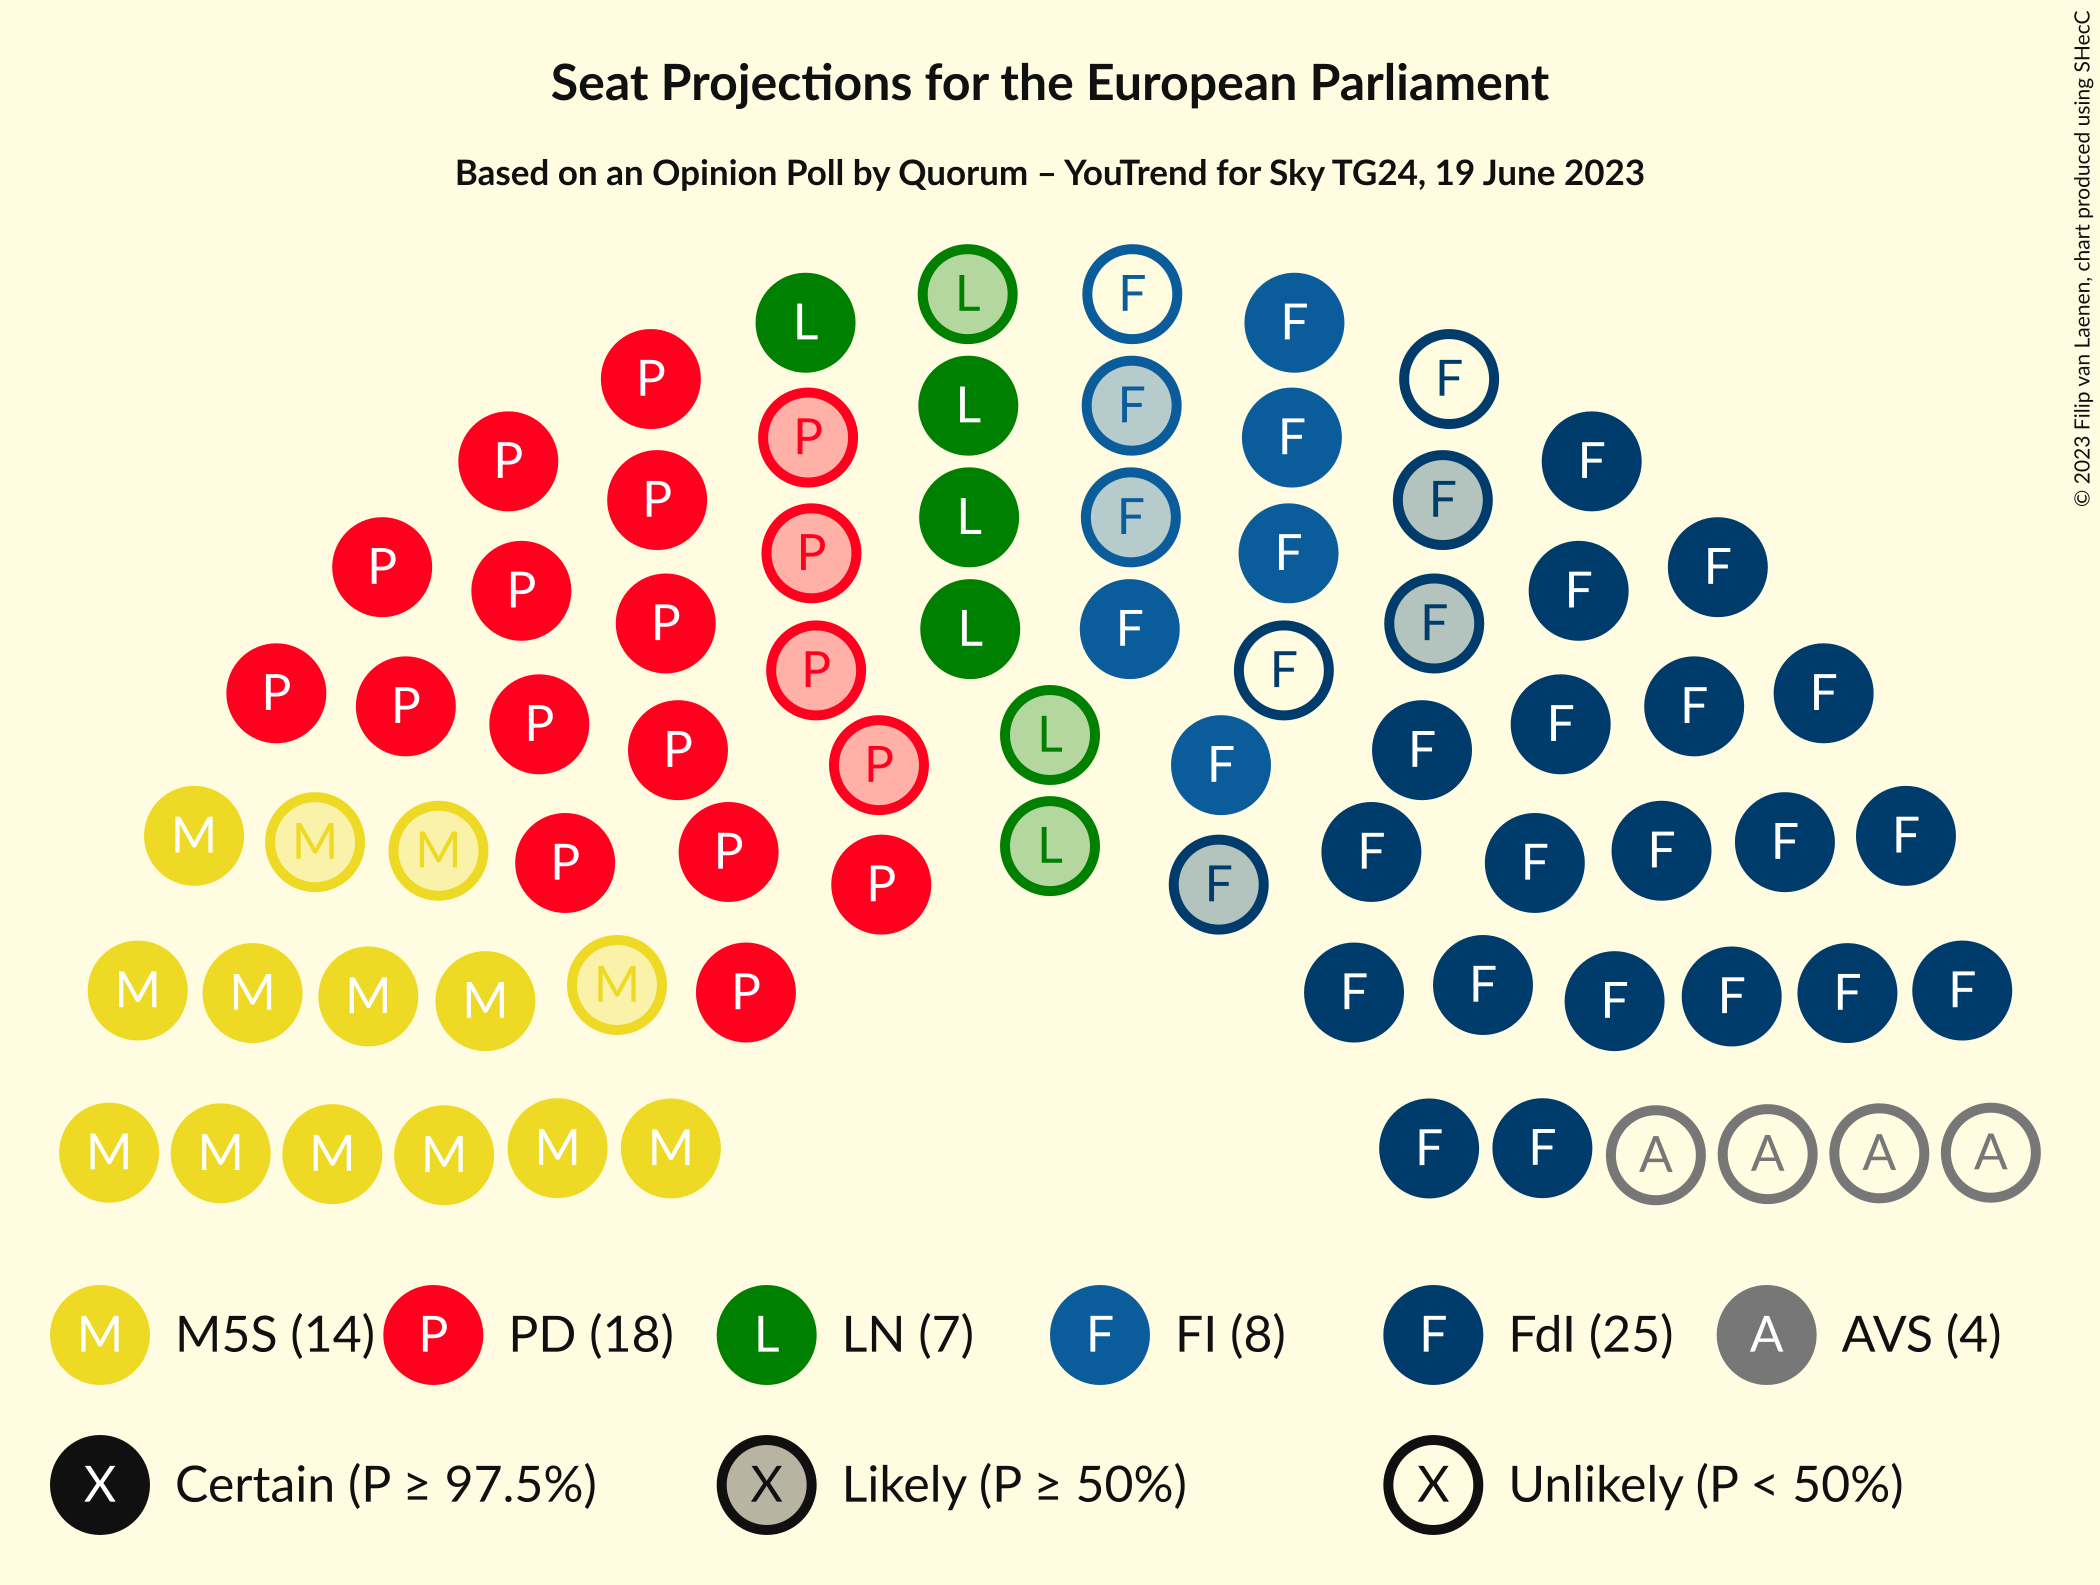 Seat Projections for the European Parliament
Based on an Opinion Poll by Quorum – YouTrend for Sky TG24, 19 June 2023
© 2023 Filip van Laenen, chart produced using SHecC
L F
L F
P F
L F
P F
P F
P F
L F
P F
P F
P F
P F
L F
P F
P F
P F
P F
L
P F
P F
P F
P F
L
M M M P P P F F F F F F
M M M M M P F F F F F F
M M M M M M F F A A A A
M M5S (14) P PD (18) L LN (7) F FI (8) F FdI (25) A AVS (4)
X Certain (P ≥ 97.5%) X Likely (P ≥ 50%) X Unlikely (P < 50%)